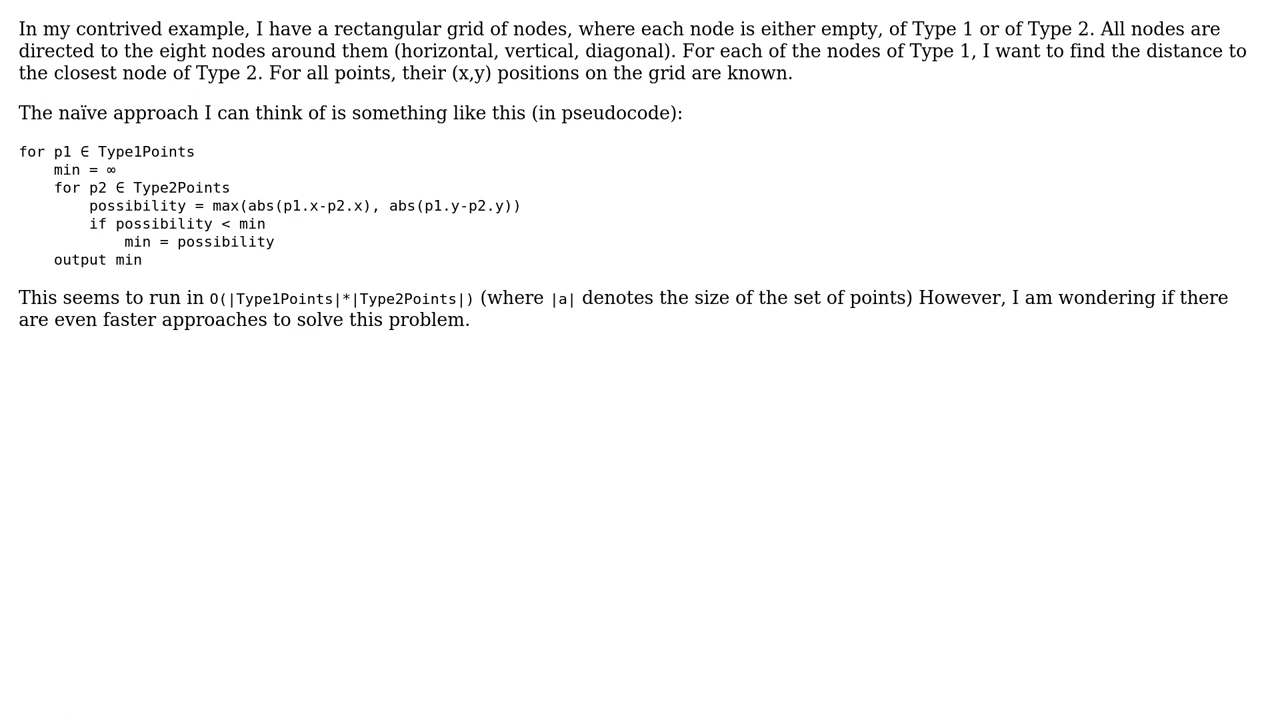 In my contrived example, I have a rectangular grid of nodes, where each node is either empty, of Type 1 or of Type 2. All nodes are
directed to the eight nodes around them (horizontal, vertical, diagonal). For each of the nodes of Type 1, I want to find the distance to
the closest node of Type 2. For all points, their (x,y) positions on the grid are known.
The naïve approach I can think of is something like this (in pseudocode):
for p1 ∈ Type1Points
    min = ∞
    for p2 ∈ Type2Points
        possibility = max(abs(p1.x-p2.x), abs(p1.y-p2.y))
        if possibility < min
            min = possibility
    output min
This seems to run in O(|Type1Points|*|Type2Points|) (where |a| denotes the size of the set of points) However, I am wondering if there
are even faster approaches to solve this problem.